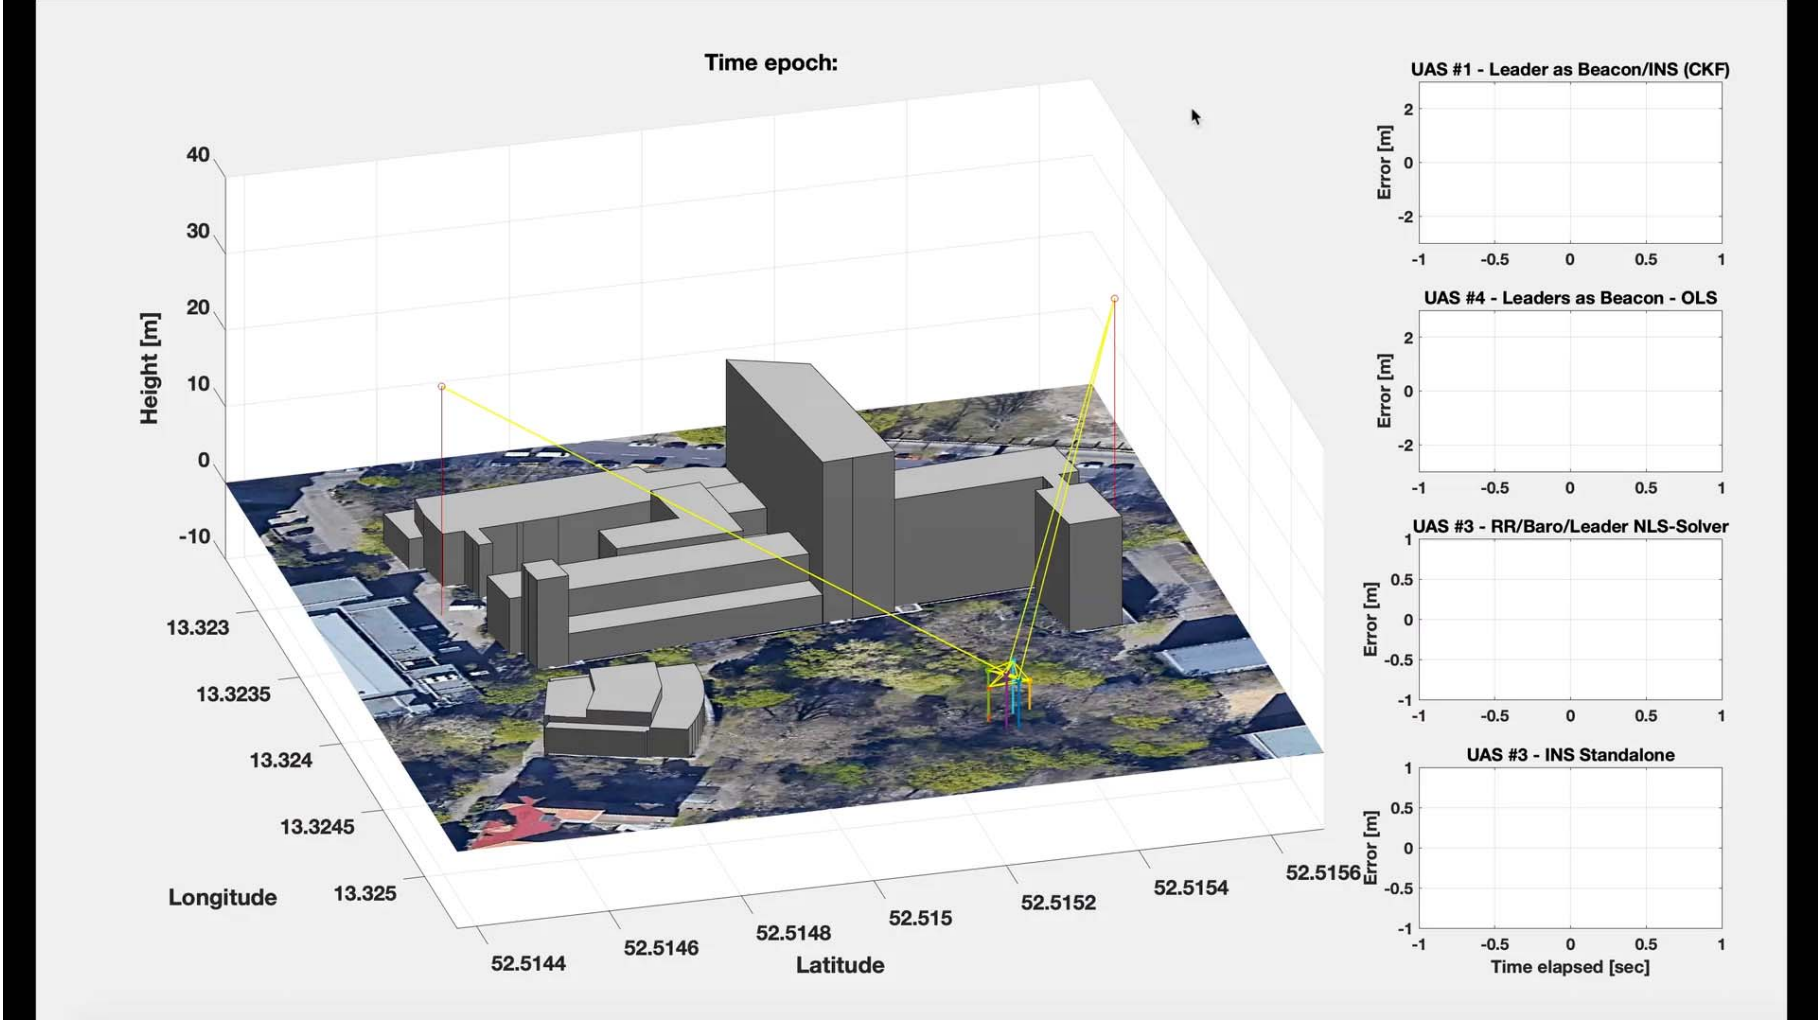 Time epoch:
40
30
20
10
0
-10
Height [m]
13.323
13.3235
13.324
13.3245
13.325
Longitude
52.5144
52.5146
52.5148
52.515
52.5152
52.5154
52.5156
Latitude
UAS #1 - Leader as Beacon/INS (CKF)
2
0
-2
Error [m]
-1 -0.5 0 0.5 1
UAS #4 - Leaders as Beacon - OLS
2
0
-2
Error [m]
-1 -0.5 0 0.5 1
UAS #3 - RR/Baro/Leader NLS-Solver
1
0.5
0
-0.5
-1
Error [m]
-1 -0.5 0 0.5 1
UAS #3 - INS Standalone
1
0.5
0
-0.5
-1
Error [m]
-1 -0.5 0 0.5 1
Time elapsed [sec]